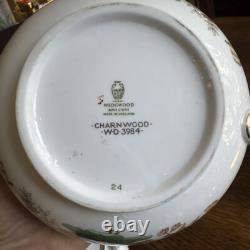 WEDGWOOD
BONE CHINA
MADE IN ENGLAND
CHARNWOOD
WD 3984
24